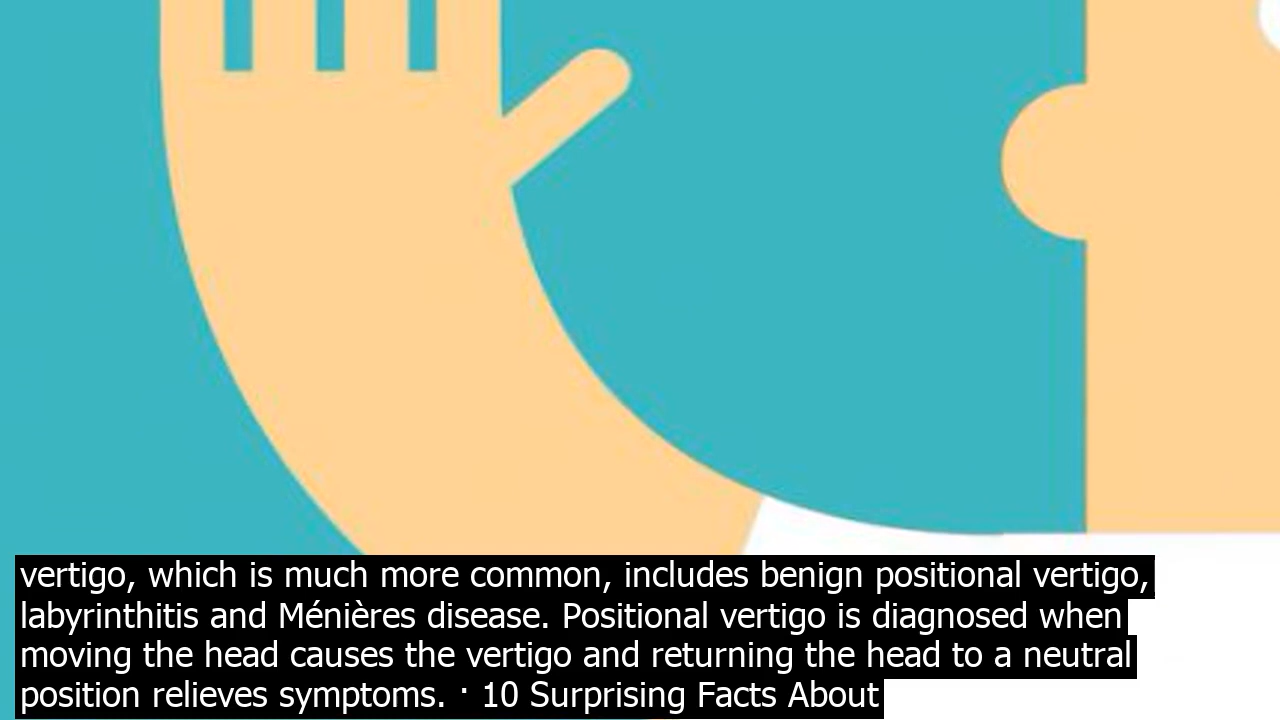 vertigo, which is much more common, includes benign positional vertigo,
labyrinthitis and Ménières disease. Positional vertigo is diagnosed when
moving the head causes the vertigo and returning the head to a neutral
position relieves symptoms. · 10 Surprising Facts About